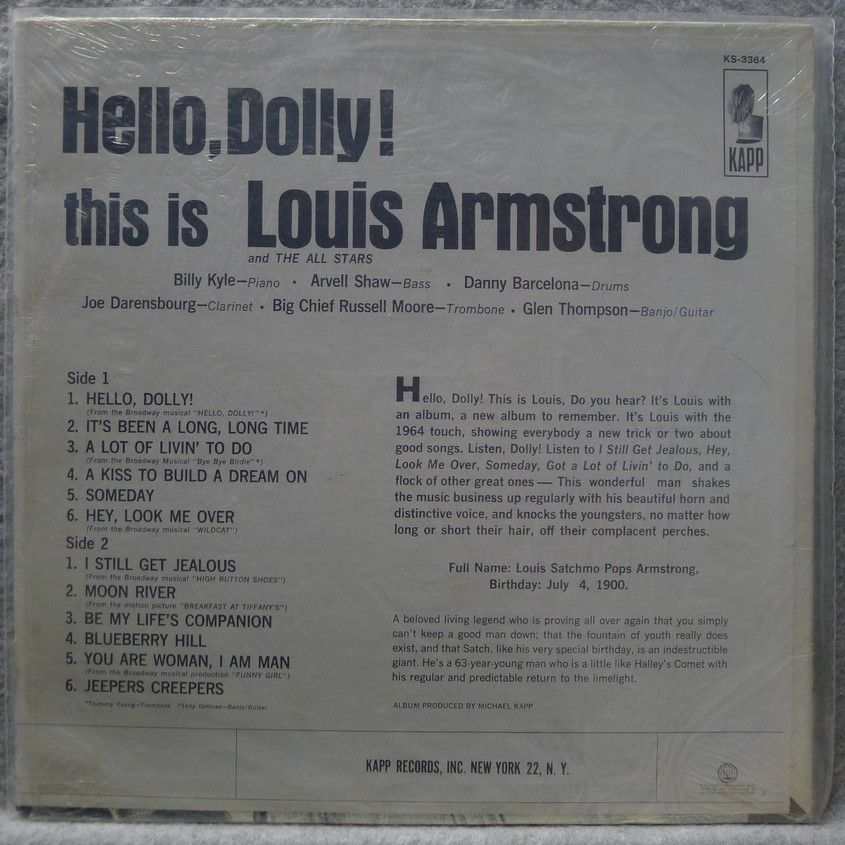 KS-3364
KAPP
Hello, Dolly!
this is Louis Armstrong
and THE ALL STARS
Billy Kyle—Piano • Arvell Shaw—Bass • Danny Barcelona—Drums
Joe Darensbourg—Clarinet • Big Chief Russell Moore—Trombone • Glen Thompson—Banjo/Guitar
Side 1
1. HELLO, DOLLY!
(From the Broadway musical "HELLO, DOLLY!"*)
2. IT'S BEEN A LONG, LONG TIME
3. A LOT OF LIVIN' TO DO
(From the Broadway Musical "Bye Bye Birdie"*)
4. A KISS TO BUILD A DREAM ON
5. SOMEDAY
6. HEY, LOOK ME OVER
(From the Broadway musical "WILDCAT")
Side 2
1. I STILL GET JEALOUS
(From the Broadway musical "HIGH BUTTON SHOES")
2. MOON RIVER
(From the motion picture "BREAKFAST AT TIFFANY'S")
3. BE MY LIFE'S COMPANION
4. BLUEBERRY HILL
5. YOU ARE WOMAN, I AM MAN
(From the Broadway musical production "FUNNY GIRL")
6. JEEPERS CREEPERS
*Trummy Young—Trombone *Tony Gottuso—Banjo/Guitar
Hello, Dolly! This is Louis, Do you hear? It's Louis with
an album, a new album to remember. It's Louis with the
1964 touch, showing everybody a new trick or two about
good songs. Listen, Dolly! Listen to I Still Get Jealous, Hey,
Look Me Over, Someday, Got a Lot of Livin' to Do, and a
flock of other great ones — This wonderful man shakes
the music business up regularly with his beautiful horn and
distinctive voice, and knocks the youngsters, no matter how
long or short their hair, off their complacent perches.
Full Name: Louis Satchmo Pops Armstrong,
Birthday: July 4, 1900.
A beloved living legend who is proving all over again that you simply
can't keep a good man down; that the fountain of youth really does
exist, and that Satch, like his very special birthday, is an indestructible
giant. He's a 63-year-young man who is a little like Halley's Comet with
his regular and predictable return to the limelight.
ALBUM PRODUCED BY MICHAEL KAPP.
KAPP RECORDS, INC. NEW YORK 22, N. Y.